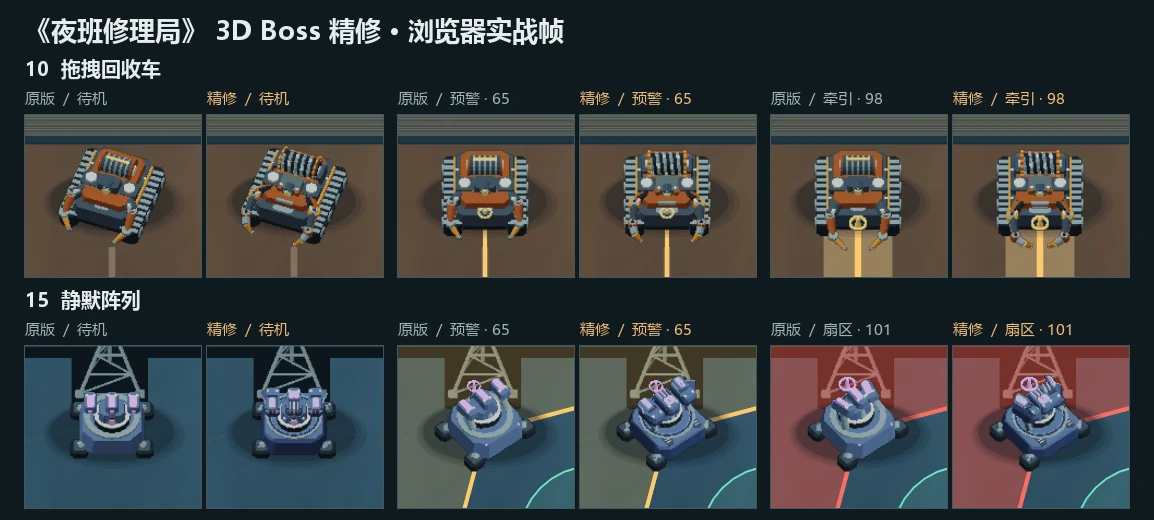 《夜班修理局》 3D Boss 精修 · 浏览器实战帧
10 拖拽回收车
原版 / 待机 精修 / 待机 原版 / 预警 · 65 精修 / 预警 · 65 原版 / 牵引 · 98 精修 / 牵引 · 98
15 静默阵列
原版 / 待机 精修 / 待机 原版 / 预警 · 65 精修 / 预警 · 65 原版 / 扇区 · 101 精修 / 扇区 · 101